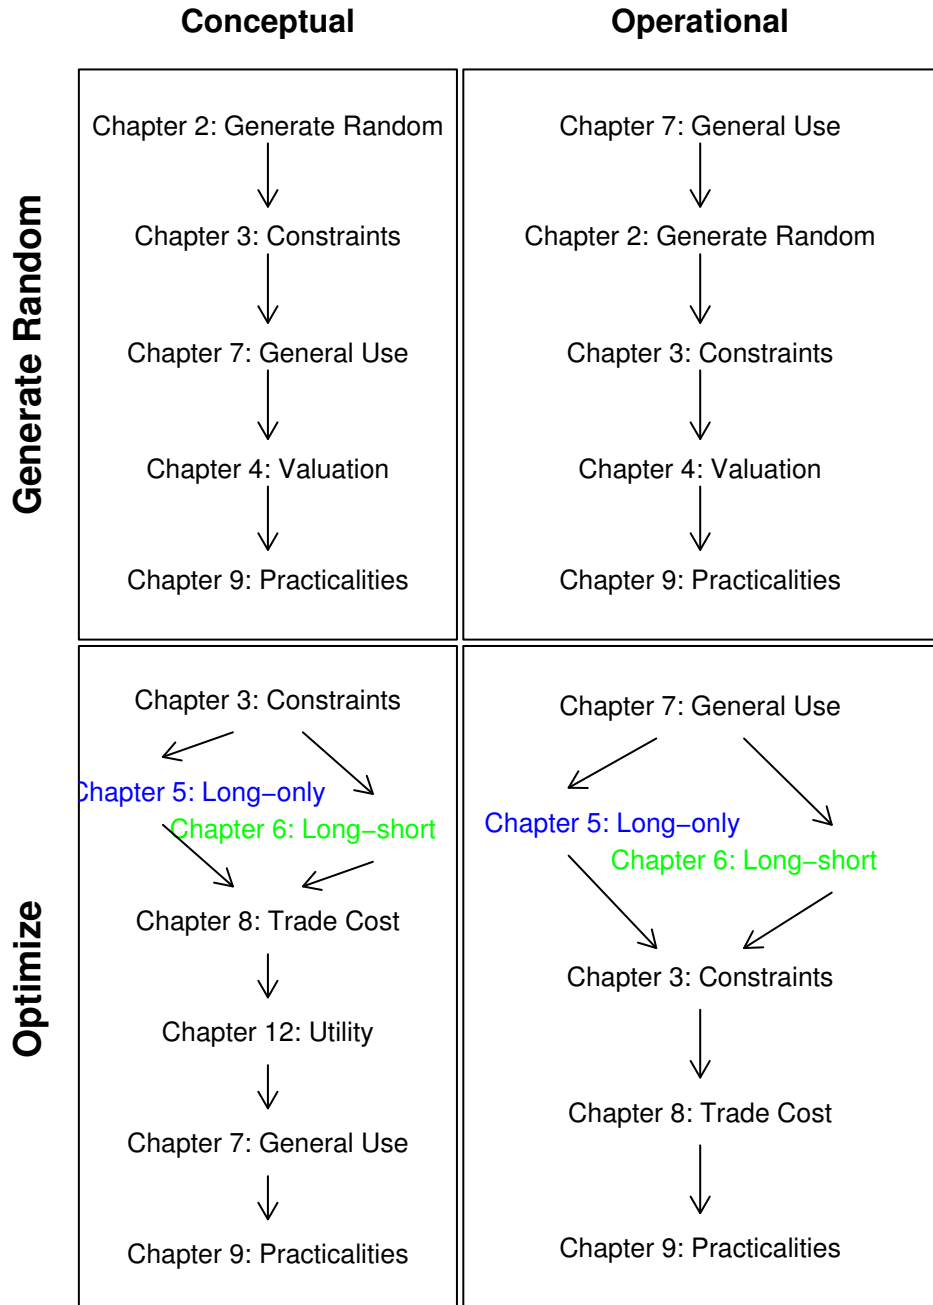 Conceptual
Operational
Generate Random
Chapter 2: Generate Random
Chapter 3: Constraints
Chapter 7: General Use
Chapter 4: Valuation
Chapter 9: Practicalities
Chapter 7: General Use
Chapter 2: Generate Random
Chapter 3: Constraints
Chapter 4: Valuation
Chapter 9: Practicalities
Optimize
Chapter 3: Constraints
Chapter 5: Long−only
Chapter 6: Long−short
Chapter 8: Trade Cost
Chapter 12: Utility
Chapter 7: General Use
Chapter 9: Practicalities
Chapter 7: General Use
Chapter 5: Long−only
Chapter 6: Long−short
Chapter 3: Constraints
Chapter 8: Trade Cost
Chapter 9: Practicalities